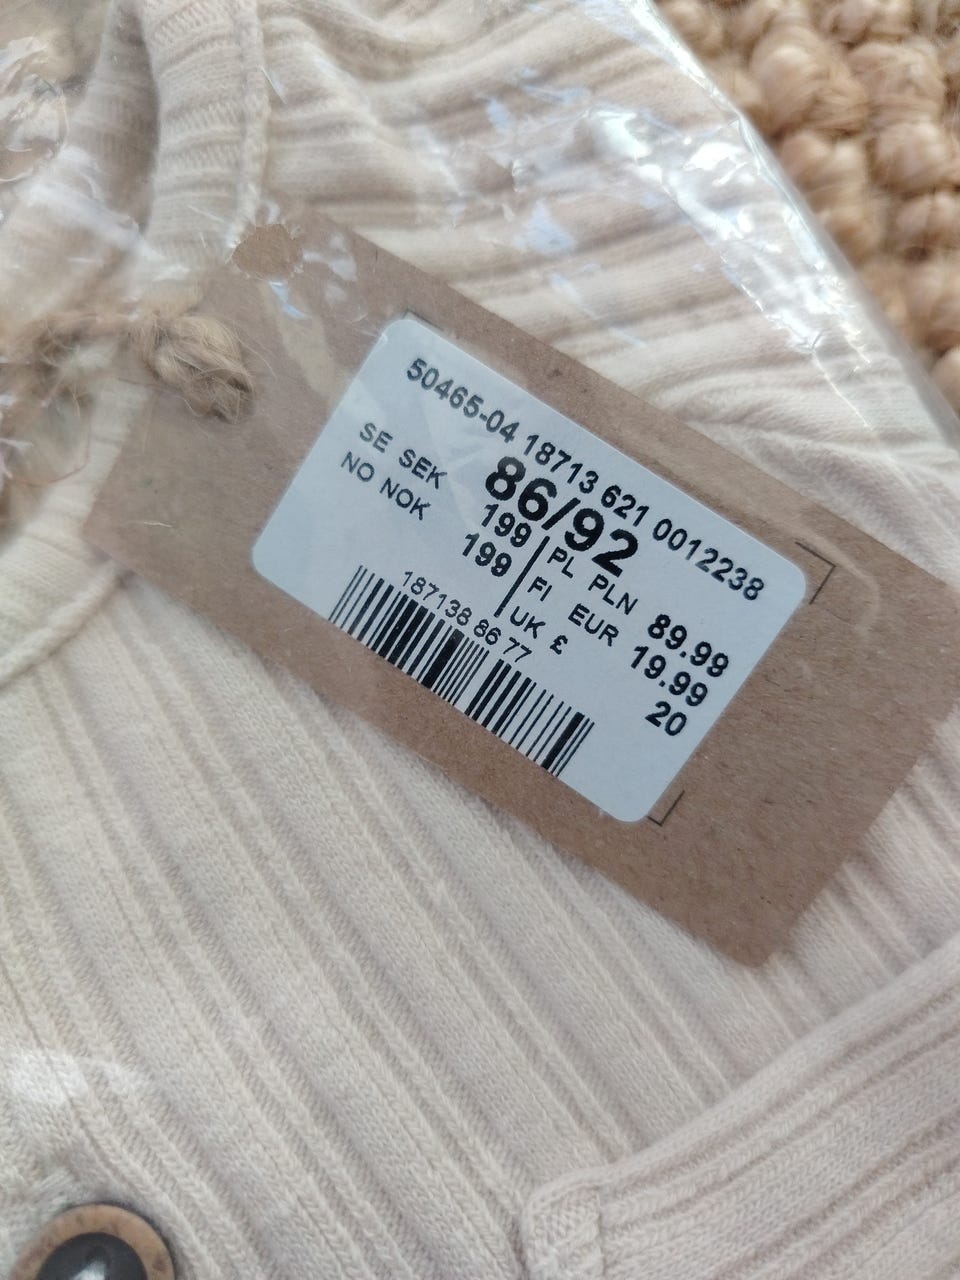 50465-04 18713 621 0012238
86/92
SE SEK 199
NO NOK 199
PL PLN 89.99
FI EUR 19.99
UK £ 20
187138 86 77